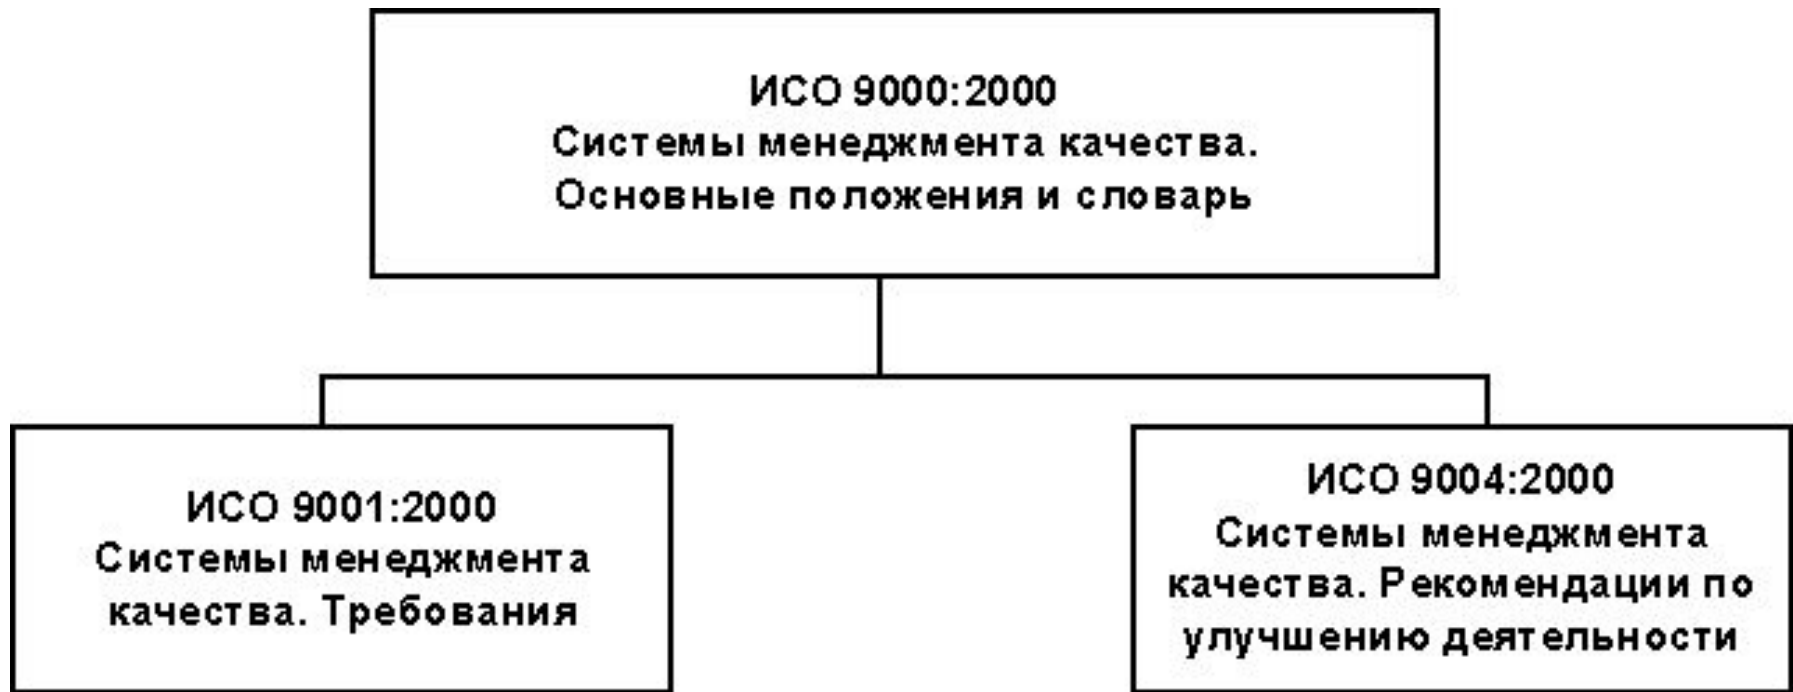 ИСО 9000:2000
Системы менеджмента качества.
Основные положения и словарь
ИСО 9001:2000
Системы менеджмента
качества. Требования
ИСО 9004:2000
Системы менеджмента
качества. Рекомендации по
улучшению деятельности